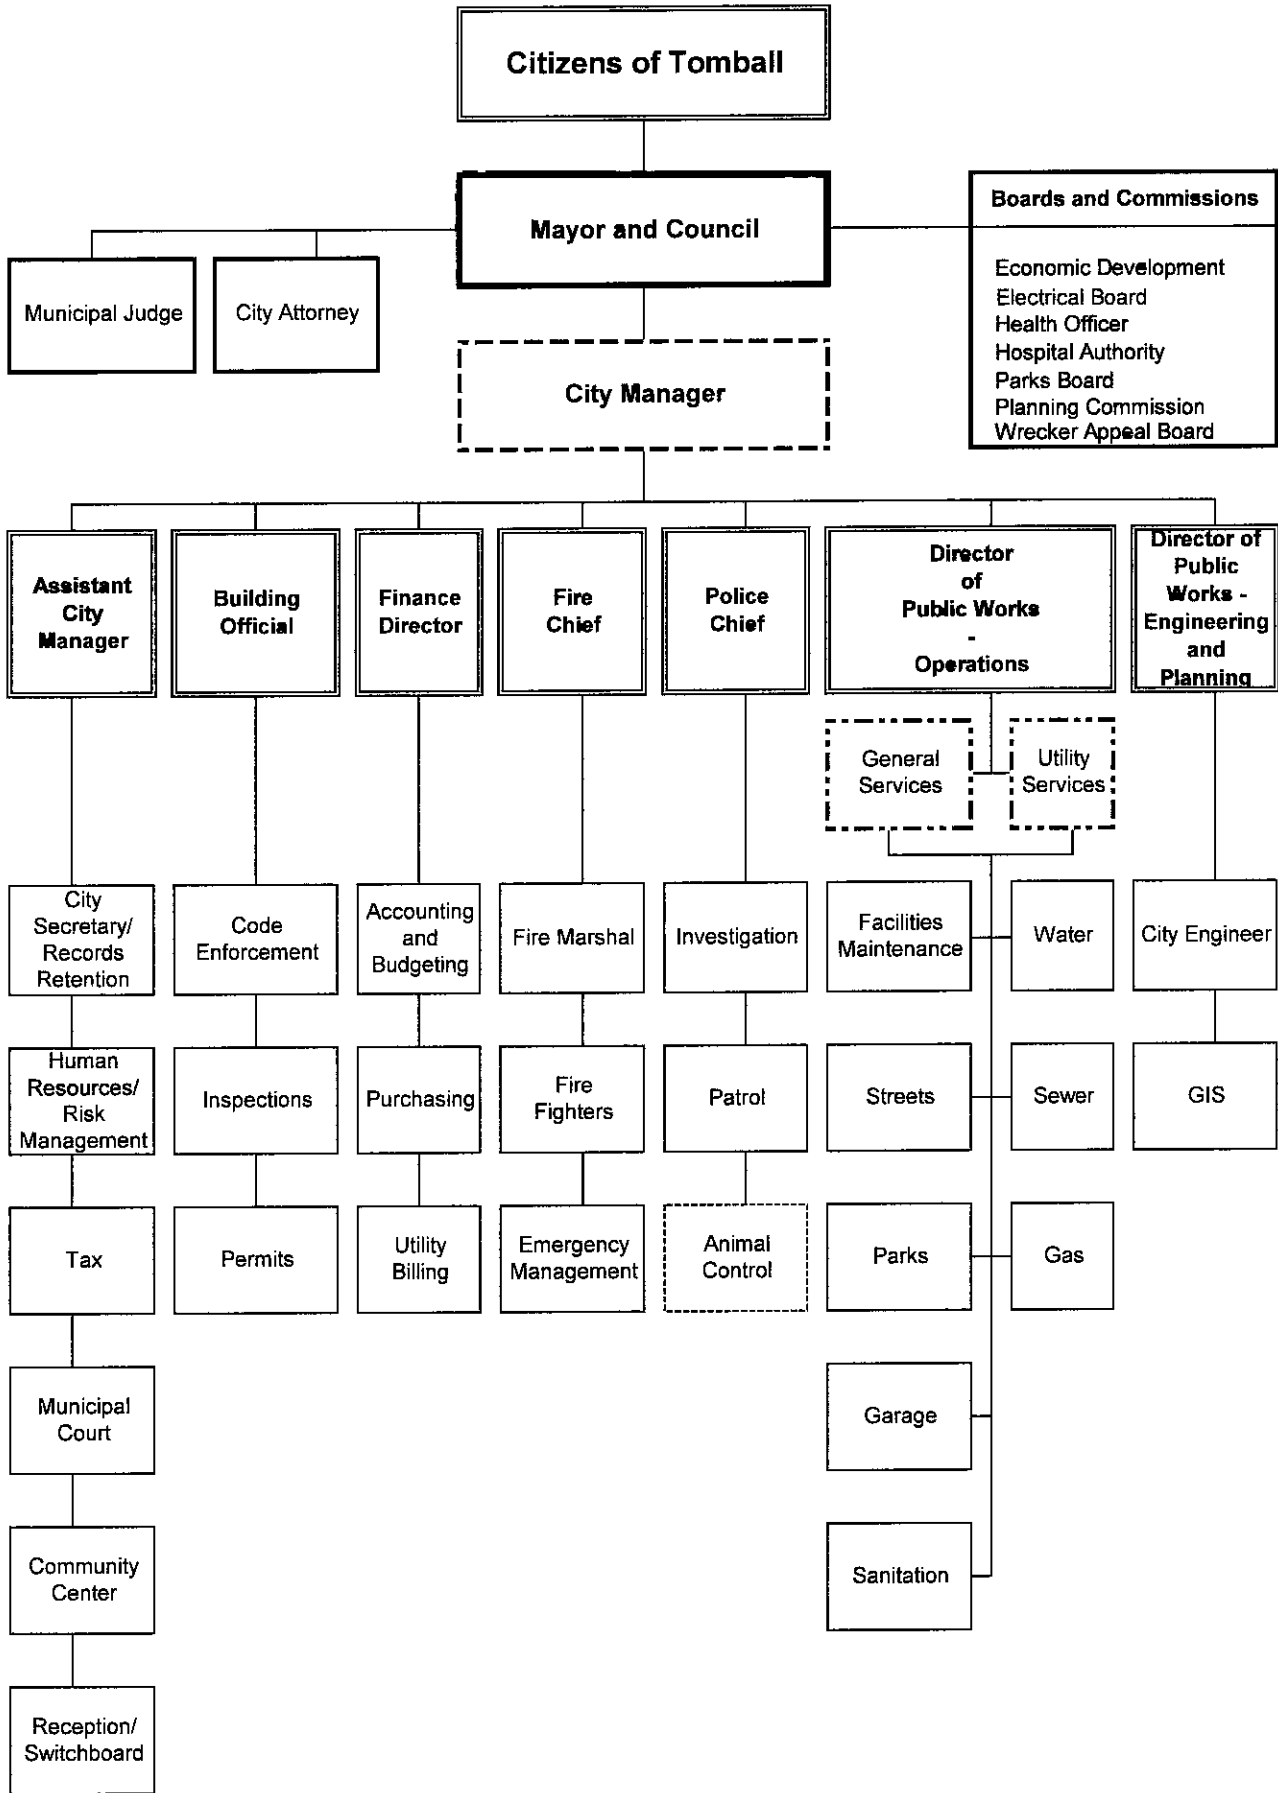 Citizens of Tomball
Mayor and Council
Boards and Commissions
Economic Development
Electrical Board
Health Officer
Hospital Authority
Parks Board
Planning Commission
Wrecker Appeal Board
Municipal Judge
City Attorney
City Manager
Assistant
City
Manager
Building
Official
Finance
Director
Fire
Chief
Police
Chief
Director
of
Public Works
-
Operations
Director of
Public
Works -
Engineering
and
Planning
General
Services
Utility
Services
City
Secretary/
Records
Retention
Code
Enforcement
Accounting
and
Budgeting
Fire Marshal
Investigation
Facilities
Maintenance
Water
City Engineer
Human
Resources/
Risk
Management
Inspections
Purchasing
Fire
Fighters
Patrol
Streets
Sewer
GIS
Tax
Permits
Utility
Billing
Emergency
Management
Animal
Control
Parks
Gas
Municipal
Court
Garage
Community
Center
Sanitation
Reception/
Switchboard